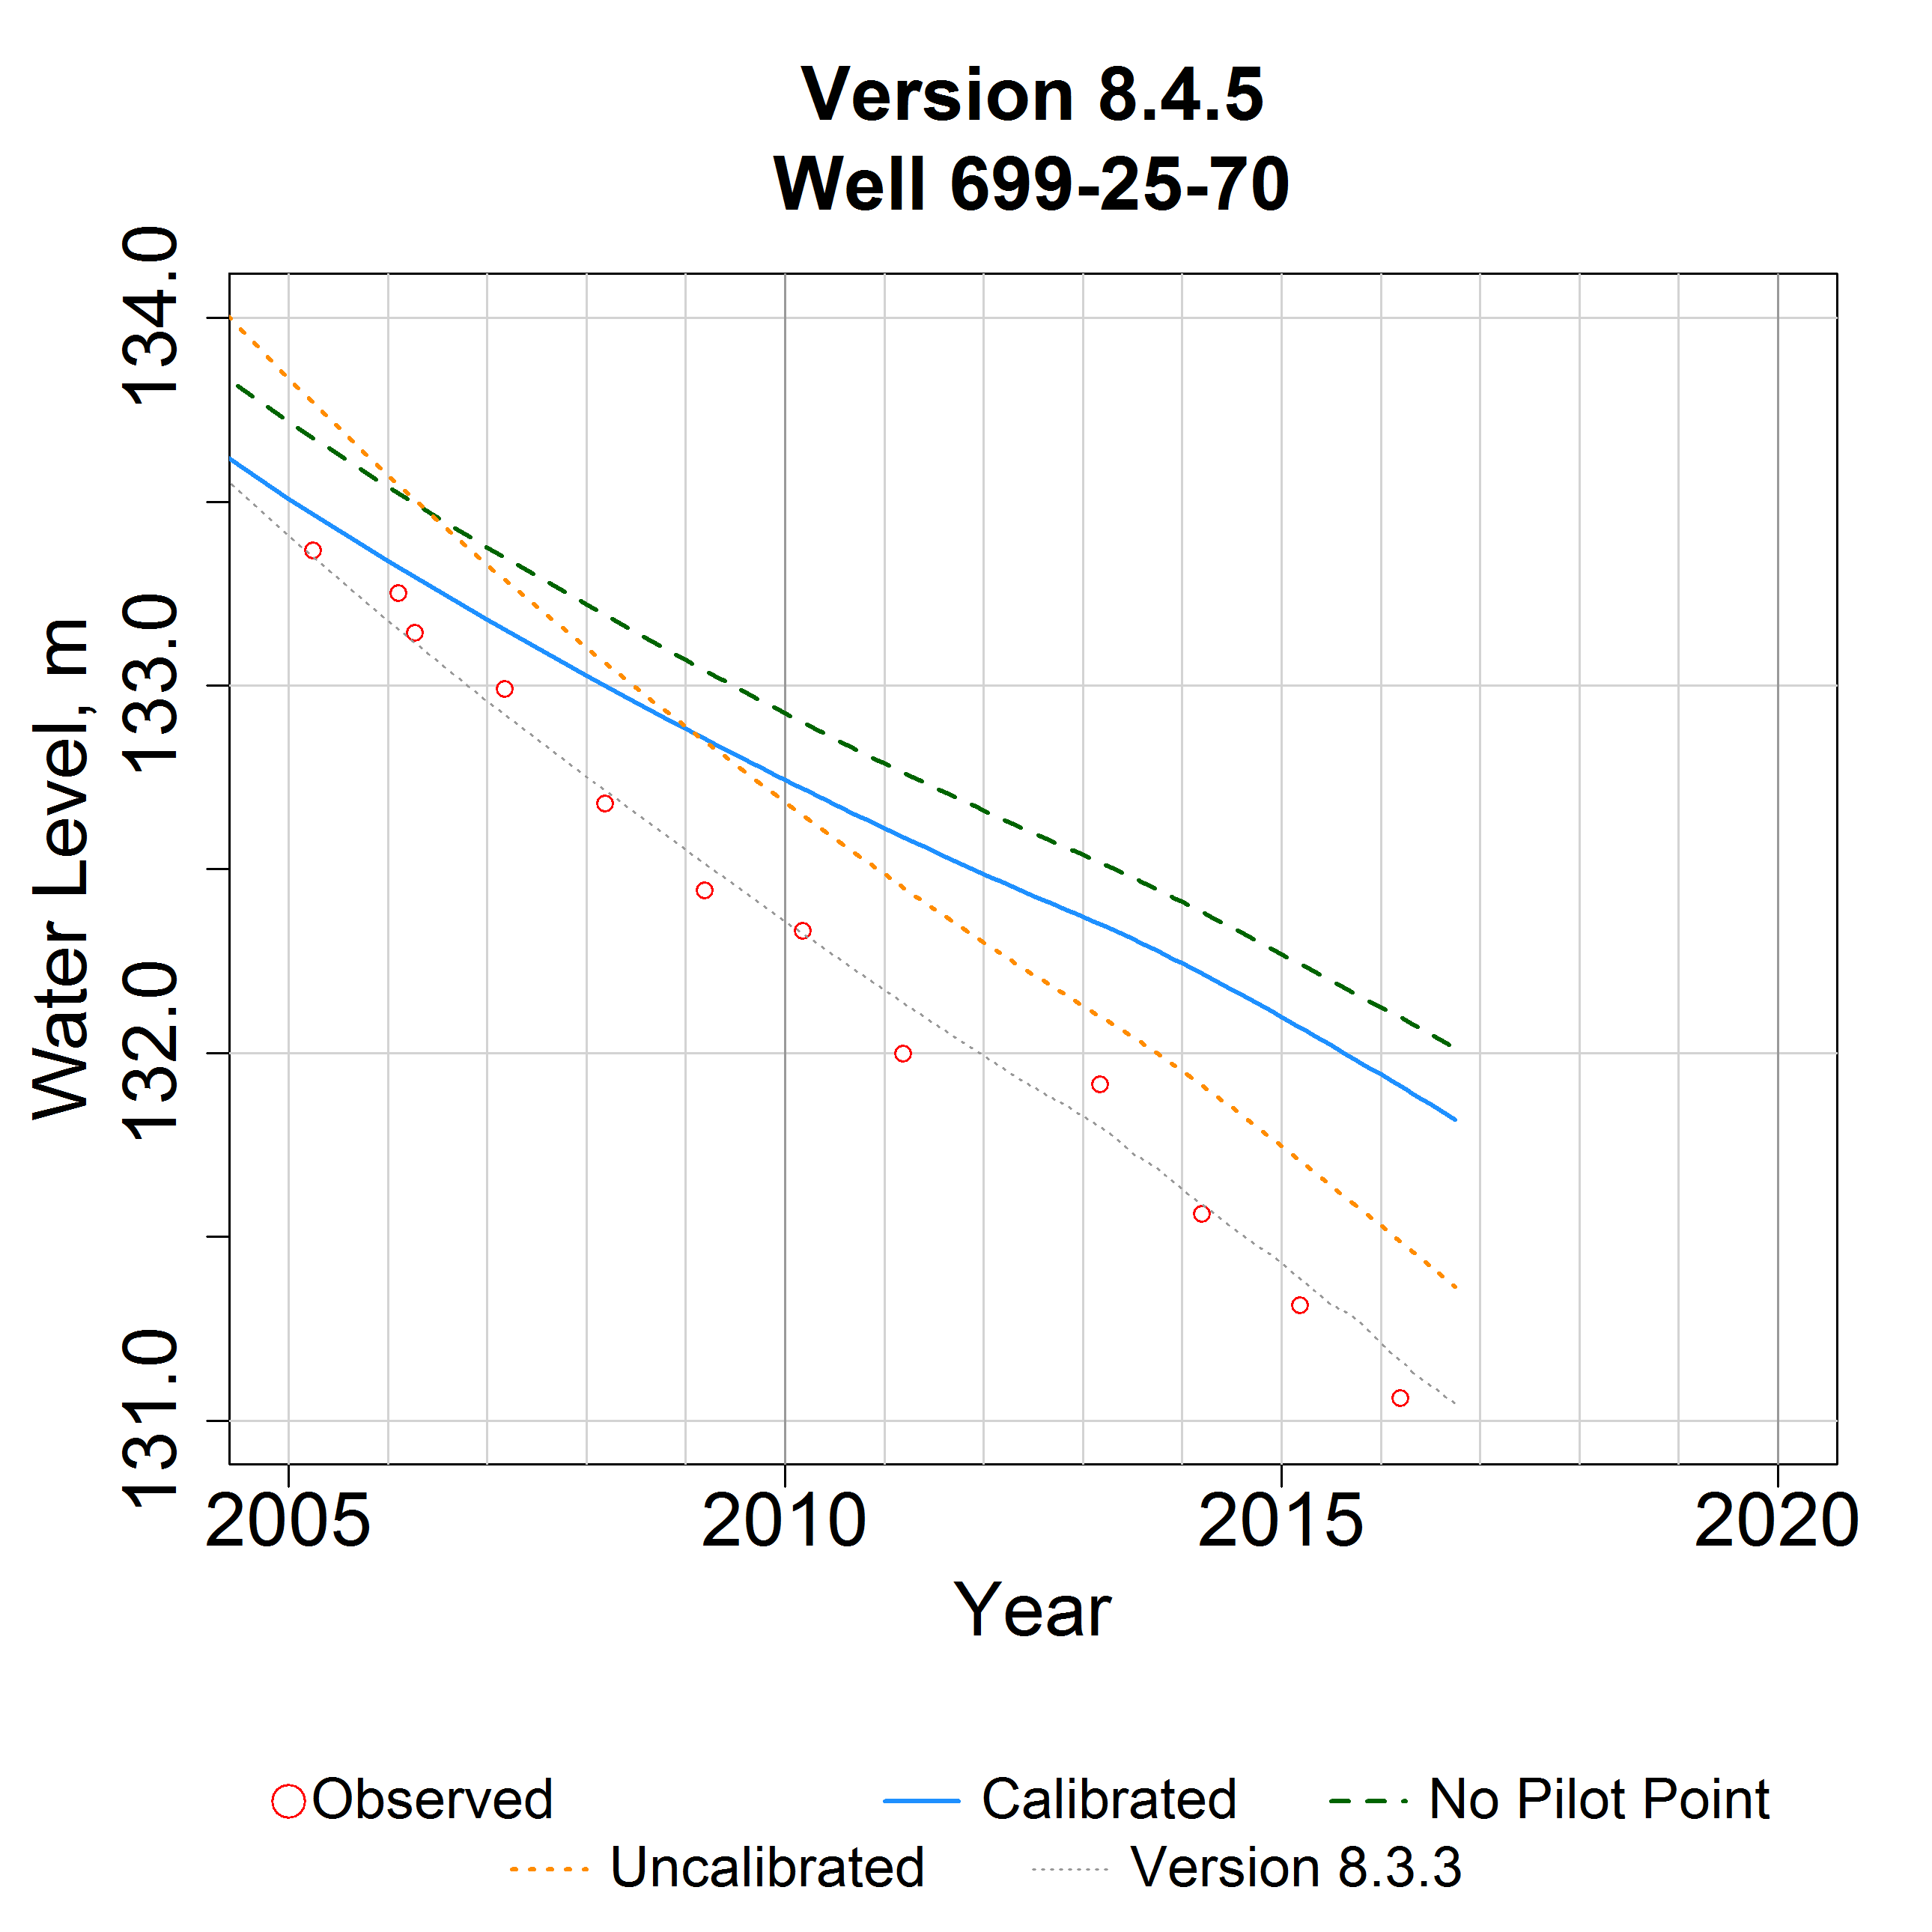 Version 8.4.5
Well 699-25-70
Water Level, m
134.0
133.0
132.0
131.0
2005 2010 2015 2020
Year
Observed Calibrated No Pilot Point
Uncalibrated Version 8.3.3